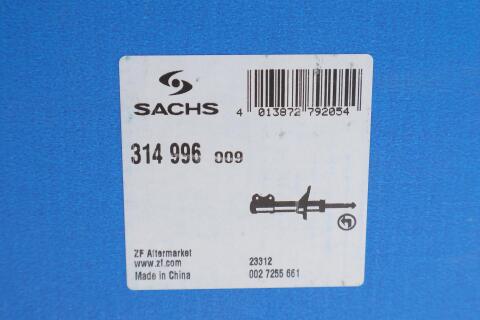 SACHS
4 013872 792054
314 996 009
ZF Aftermarket
www.zf.com
Made in China
23312
002 7255 661